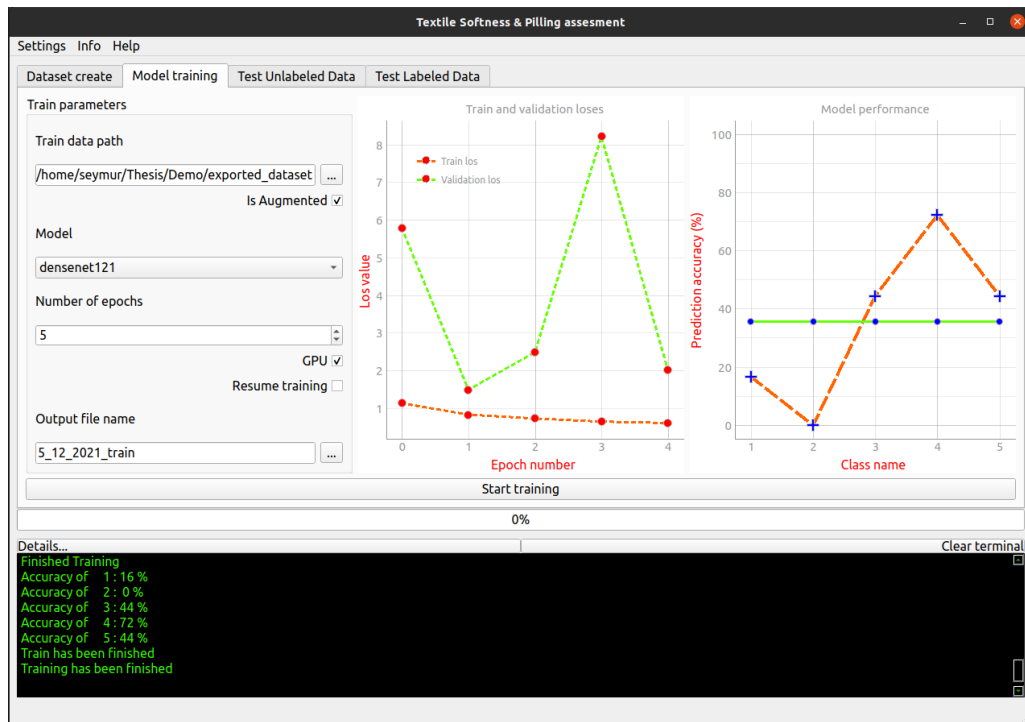 Textile Softness & Pilling assesment
Settings Info Help
Dataset create Model training Test Unlabeled Data Test Labeled Data
Train parameters
Train data path
/home/seymur/Thesis/Demo/exported_dataset ...
Is Augmented
Model
densenet121
Number of epochs
5
GPU
Resume training
Output file name
5_12_2021_train ...
Train and validation loses
Train los
Validation los
Los value
8
7
6
5
4
3
2
1
0 1 2 3 4
Epoch number
Model performance
Prediction accuracy (%)
100
80
60
40
20
0
1 2 3 4 5
Class name
Start training
0%
Details... Clear terminal
Finished Training
Accuracy of 1 : 16 %
Accuracy of 2 : 0 %
Accuracy of 3 : 44 %
Accuracy of 4 : 72 %
Accuracy of 5 : 44 %
Train has been finished
Training has been finished